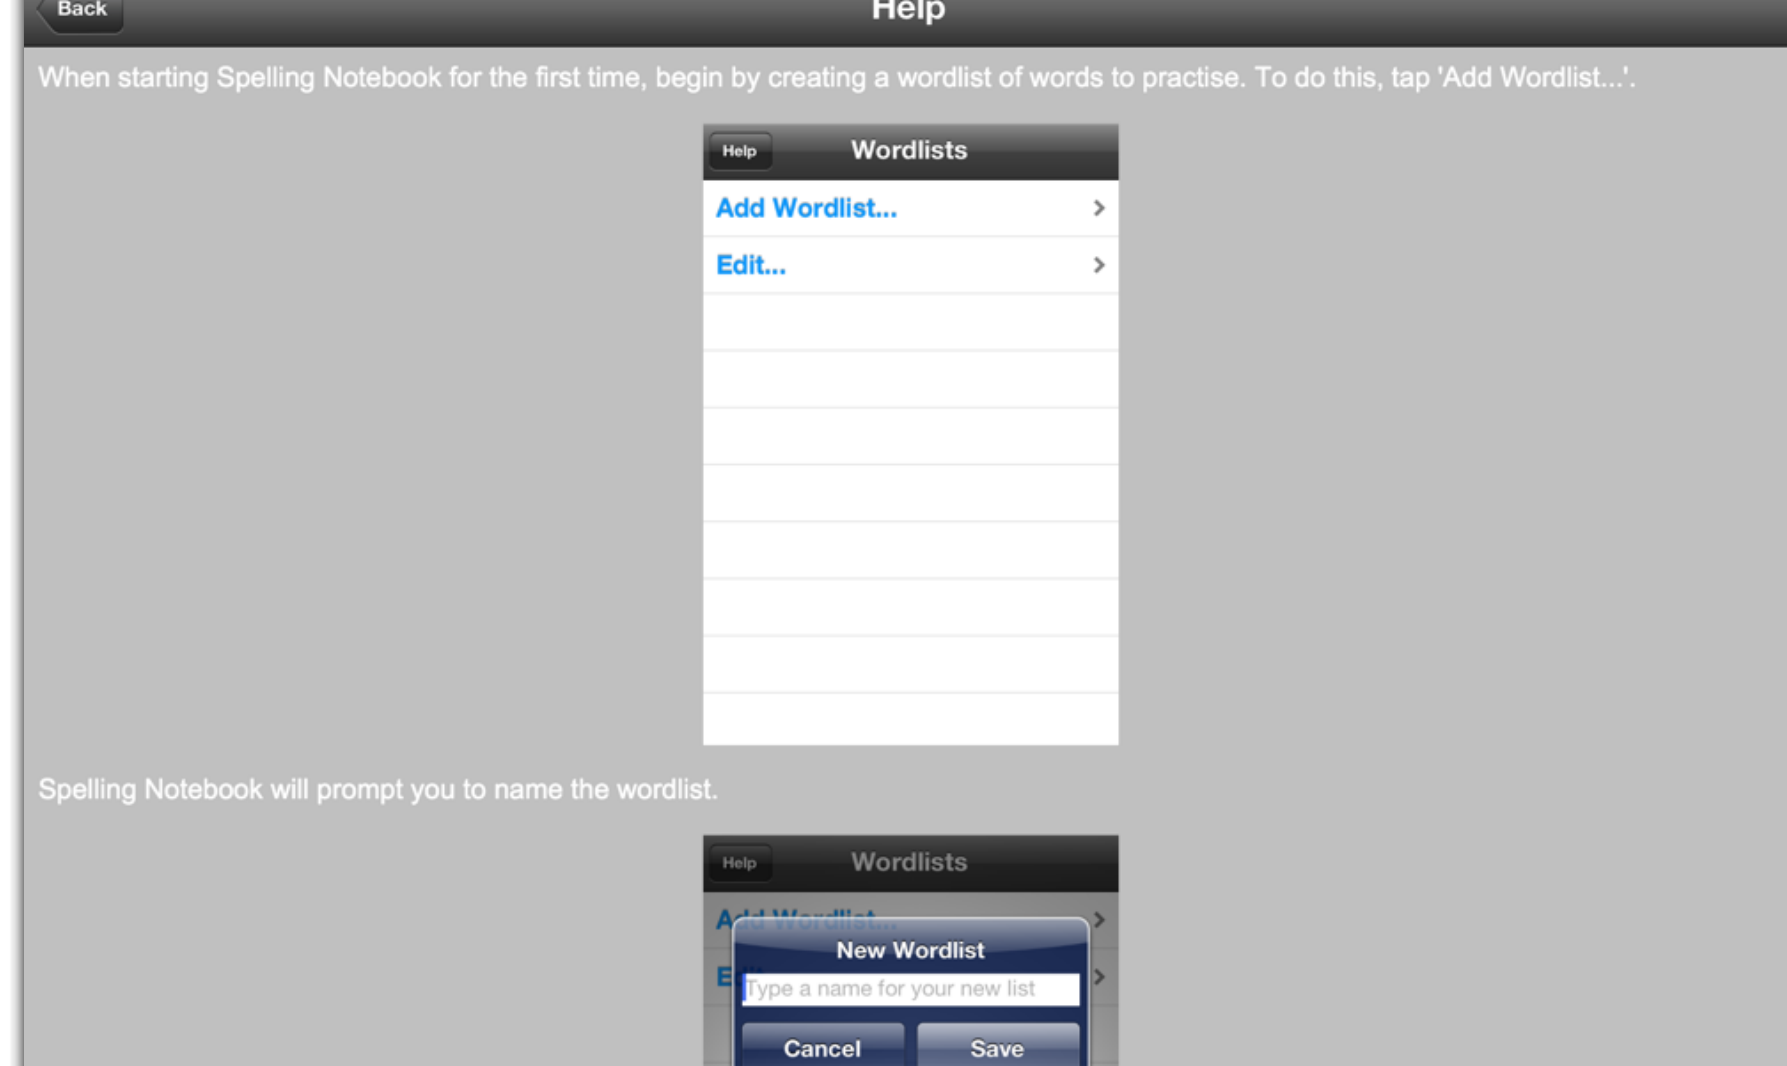 Back
Help
When starting Spelling Notebook for the first time, begin by creating a wordlist of words to practise. To do this, tap 'Add Wordlist...'.
Help
Wordlists
Add Wordlist...
Edit...
Spelling Notebook will prompt you to name the wordlist.
Help
Wordlists
Add Wordlist...
New Wordlist
Type a name for your new list
Cancel
Save